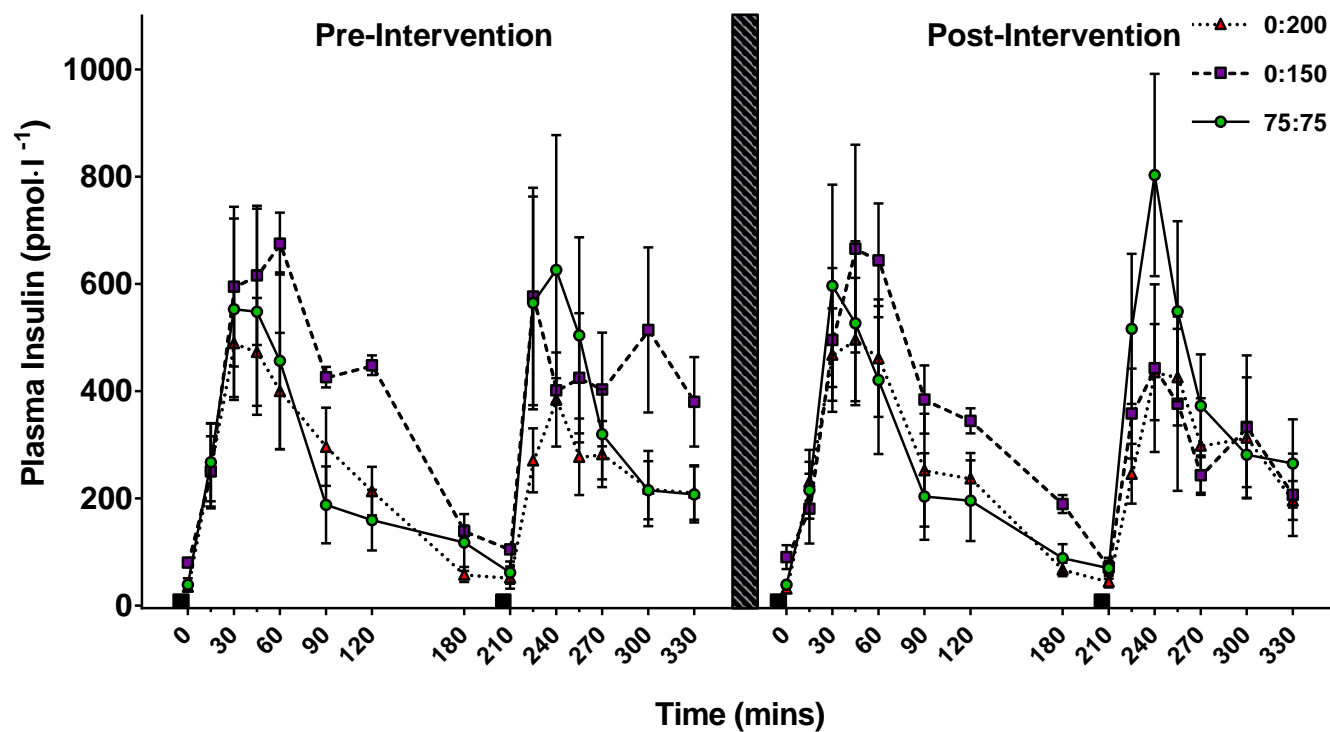 Pre-Intervention
Post-Intervention
0:200
0:150
75:75
Plasma Insulin (pmol·l -1)
1000
800
600
400
200
0
0 30 60 90 120 180 210 240 270 300 330
0 30 60 90 120 180 210 240 270 300 330
Time (mins)